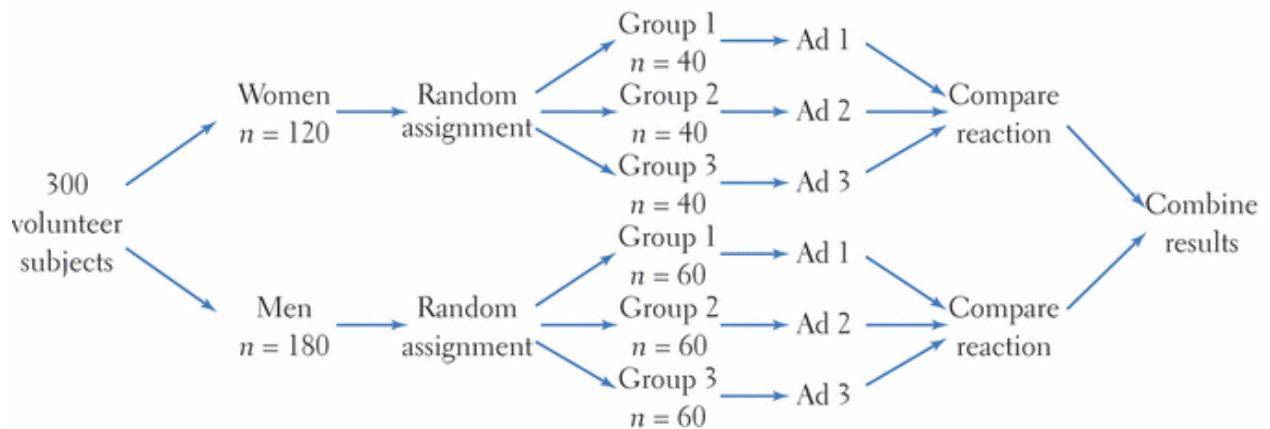 300
volunteer
subjects
Women
n = 120
Men
n = 180
Random
assignment
Random
assignment
Group 1
n = 40
Group 2
n = 40
Group 3
n = 40
Group 1
n = 60
Group 2
n = 60
Group 3
n = 60
Ad 1
Ad 2
Ad 3
Ad 1
Ad 2
Ad 3
Compare
reaction
Compare
reaction
Combine
results